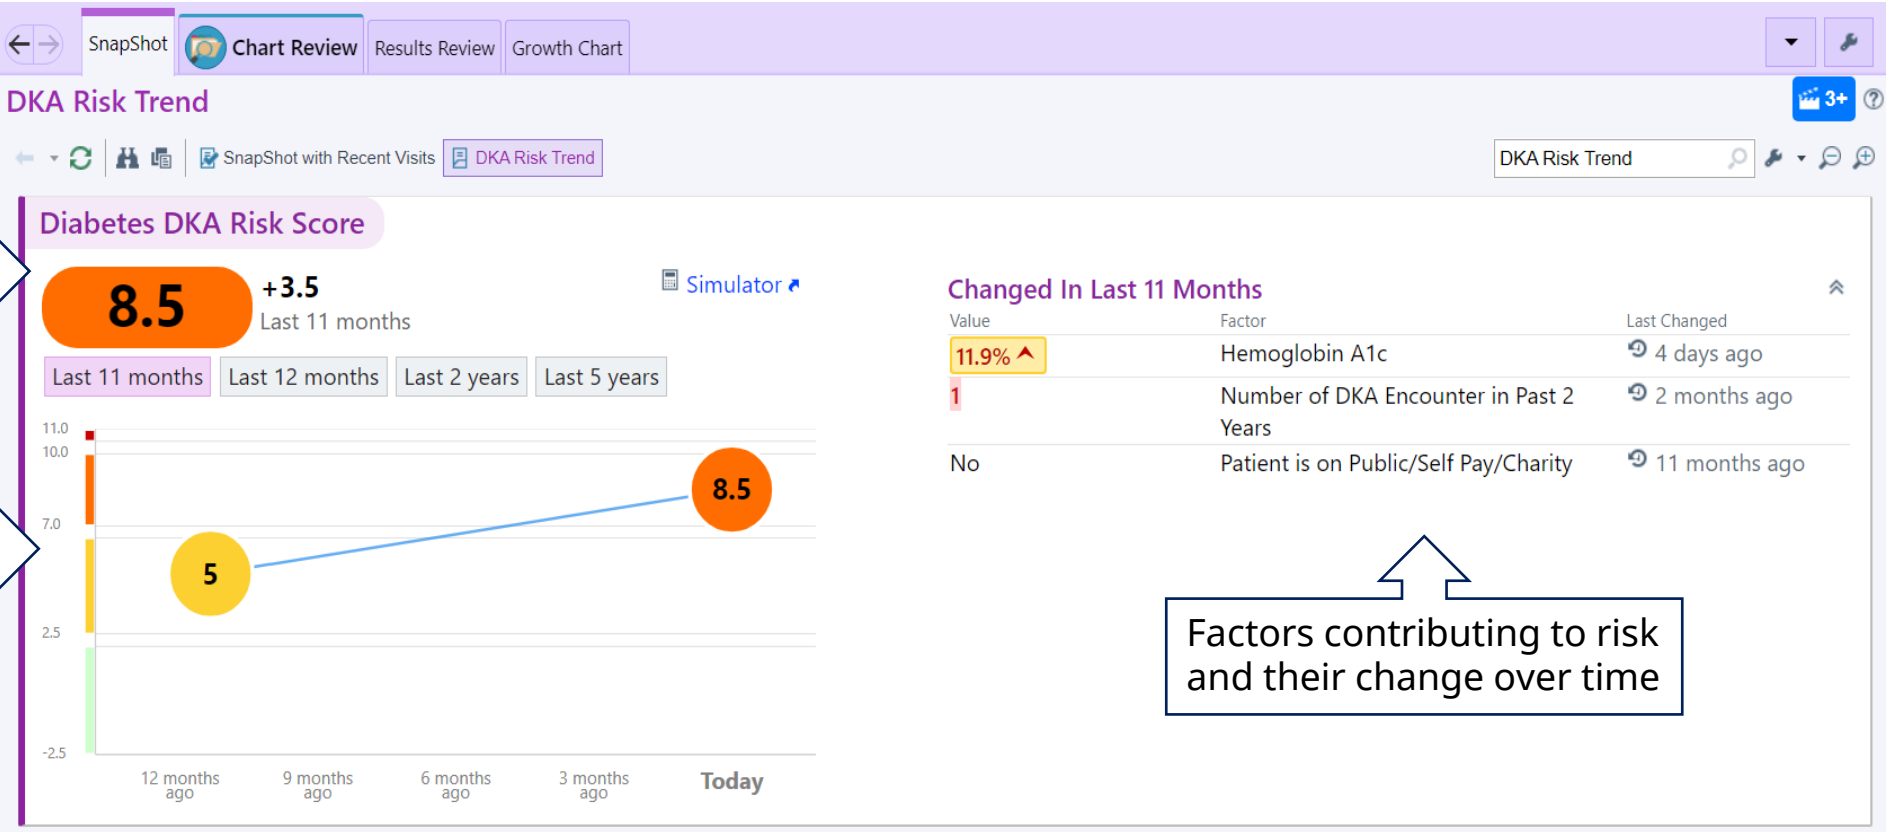 SnapShot
Chart Review
Results Review
Growth Chart
DKA Risk Trend
3+
SnapShot with Recent Visits
DKA Risk Trend
DKA Risk Trend
Diabetes DKA Risk Score
8.5
+3.5
Last 11 months
Simulator
Last 11 months
Last 12 months
Last 2 years
Last 5 years
11.0
10.0
7.0
2.5
-2.5
5
8.5
12 months
ago
9 months
ago
6 months
ago
3 months
ago
Today
Changed In Last 11 Months
Value Factor Last Changed
11.9% Hemoglobin A1c 4 days ago
1 Number of DKA Encounter in Past 2 2 months ago
Years
No Patient is on Public/Self Pay/Charity 11 months ago
Factors contributing to risk
and their change over time